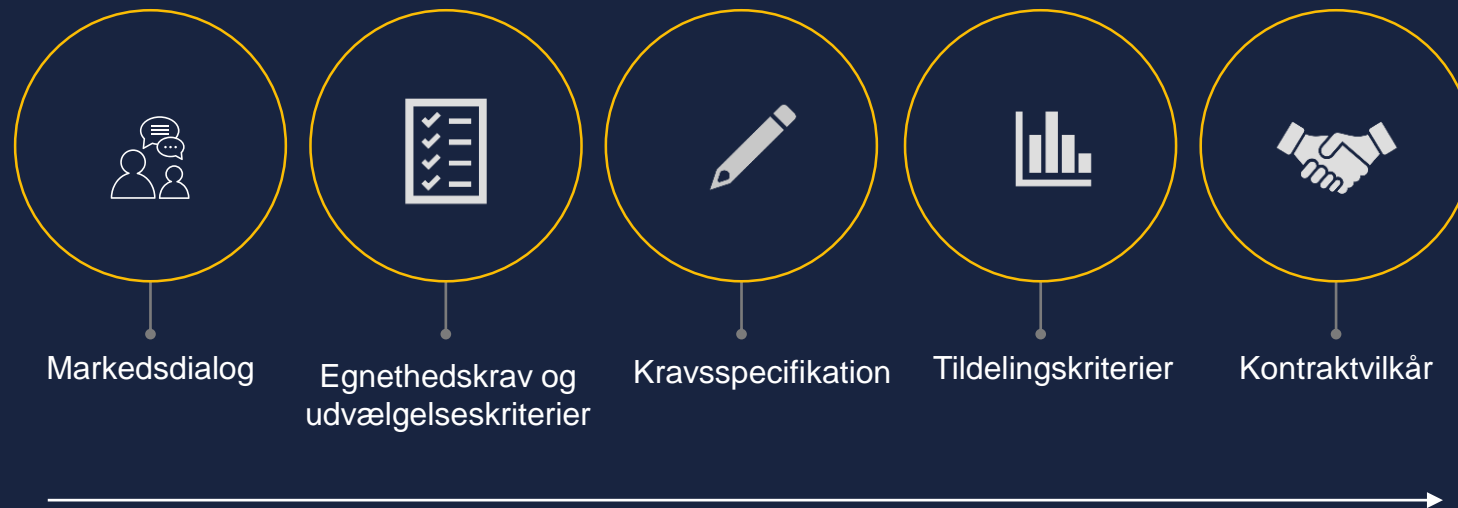 Markedsdialog
Egnethedskrav og
udvælgelseskriterier
Kravsspecifikation
Tildelingskriterier
Kontraktvilkår